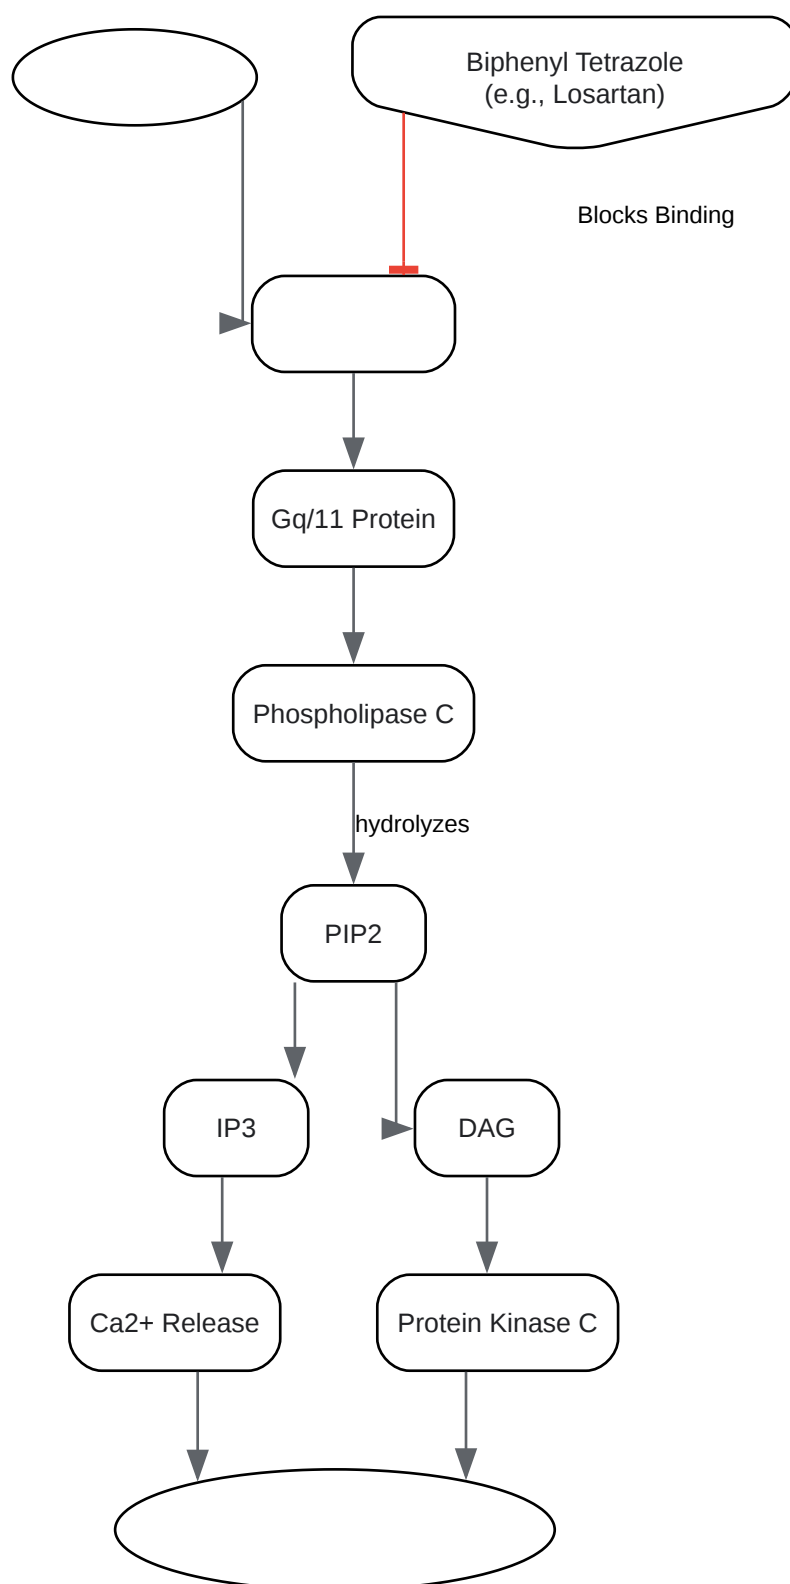 Biphenyl Tetrazole
(e.g., Losartan)
Blocks Binding
Gq/11 Protein
Phospholipase C
hydrolyzes
PIP2
IP3
DAG
Ca2+ Release
Protein Kinase C